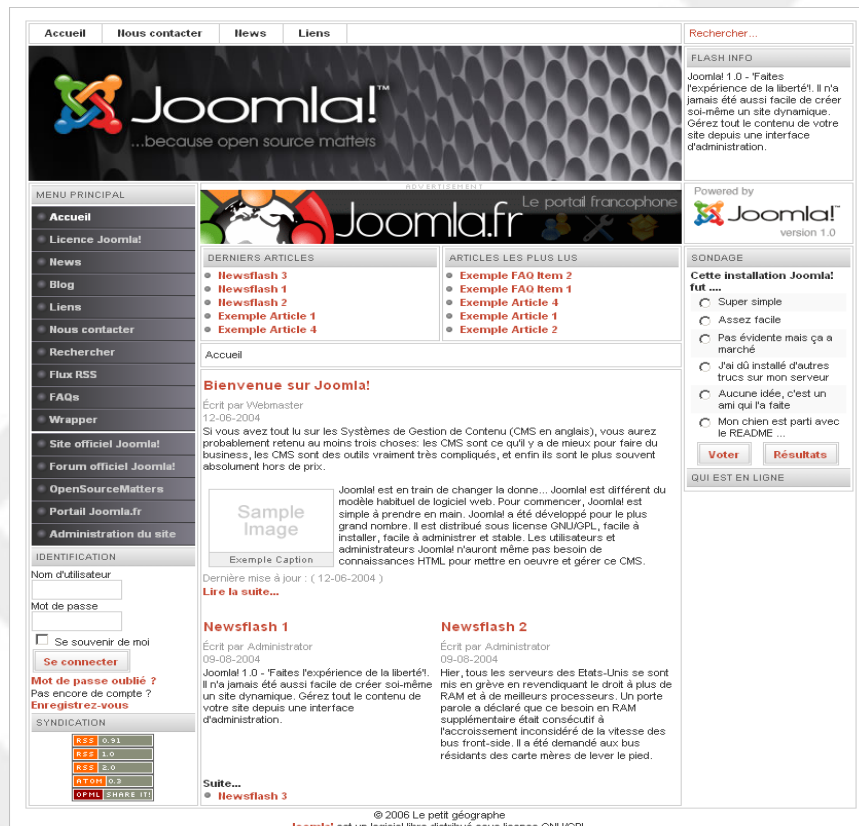 Accueil
Nous contacter
News
Liens
Rechercher...
Joomla!™
...because open source matters
FLASH INFO
Joomla! 1.0 - 'Faites
l'expérience de la liberté'!. Il n'a
jamais été aussi facile de créer
soi-même un site dynamique.
Gérez tout le contenu de votre
site depuis une interface
d'administration.
MENU PRINCIPAL
Accueil
Licence Joomla!
News
Blog
Liens
Nous contacter
Rechercher
Flux RSS
FAQs
Wrapper
Site officiel Joomla!
Forum officiel Joomla!
OpenSourceMatters
Portail Joomla.fr
Administration du site
IDENTIFICATION
Nom d'utilisateur
Mot de passe
Se souvenir de moi
Se connecter
Mot de passe oublié ?
Pas encore de compte ?
Enregistrez-vous
SYNDICATION
RSS 0.91
RSS 1.0
RSS 2.0
ATOM 0.3
OPML SHARE IT!
ADVERTISEMENT
Le portail francophone
Joomla.fr
DERNIERS ARTICLES
Newsflash 3
Newsflash 1
Newsflash 2
Exemple Article 1
Exemple Article 4
ARTICLES LES PLUS LUS
Exemple FAQ Item 2
Exemple FAQ Item 1
Exemple Article 4
Exemple Article 1
Exemple Article 2
Accueil
Bienvenue sur Joomla!
Écrit par Webmaster
12-06-2004
Si vous avez tout lu sur les Systèmes de Gestion de Contenu (CMS en anglais), vous aurez
probablement retenu au moins trois choses: les CMS sont ce qu'il y a de mieux pour faire du
business, les CMS sont des outils vraiment très compliqués, et enfin ils sont le plus souvent
absolument hors de prix.
Sample
Image
Exemple Caption
Joomla! est en train de changer la donne... Joomla! est différent du
modèle habituel de logiciel web. Pour commencer, Joomla! est
simple à prendre en main. Joomla! a été développé pour le plus
grand nombre. Il est distribué sous license GNU/GPL, facile à
installer, facile à administrer et stable. Les utilisateurs et
administrateurs Joomla! n'auront même pas besoin de
connaissances HTML pour mettre en oeuvre et gérer ce CMS.
Dernière mise à jour : ( 12-06-2004 )
Lire la suite...
Newsflash 1
Écrit par Administrator
09-08-2004
Joomla! 1.0 - 'Faites l'expérience de la liberté'!.
Il n'a jamais été aussi facile de créer soi-même
un site dynamique. Gérez tout le contenu de
votre site depuis une interface
d'administration.
Newsflash 2
Écrit par Administrator
09-08-2004
Hier, tous les serveurs des Etats-Unis se sont
mis en grève en revendiquant le droit à plus de
RAM et à de meilleurs processeurs. Un porte
parole a déclaré que ce besoin en RAM
supplémentaire était consécutif à
l'accroissement inconsidéré de la vitesse des
bus front-side. Il a été demandé aux bus
résidants des carte mères de lever le pied.
Suite...
Newsflash 3
Powered by
Joomla!™
version 1.0
SONDAGE
Cette installation Joomla!
fut ....
Super simple
Assez facile
Pas évidente mais ça a
marché
J'ai dû installé d'autres
trucs sur mon serveur
Aucune idée, c'est un
ami qui l'a faite
Mon chien est parti avec
le README ...
Voter
Résultats
QUI EST EN LIGNE
© 2006 Le petit géographe
Joomla! est un logiciel libre distribué sous licence GNU/GPL